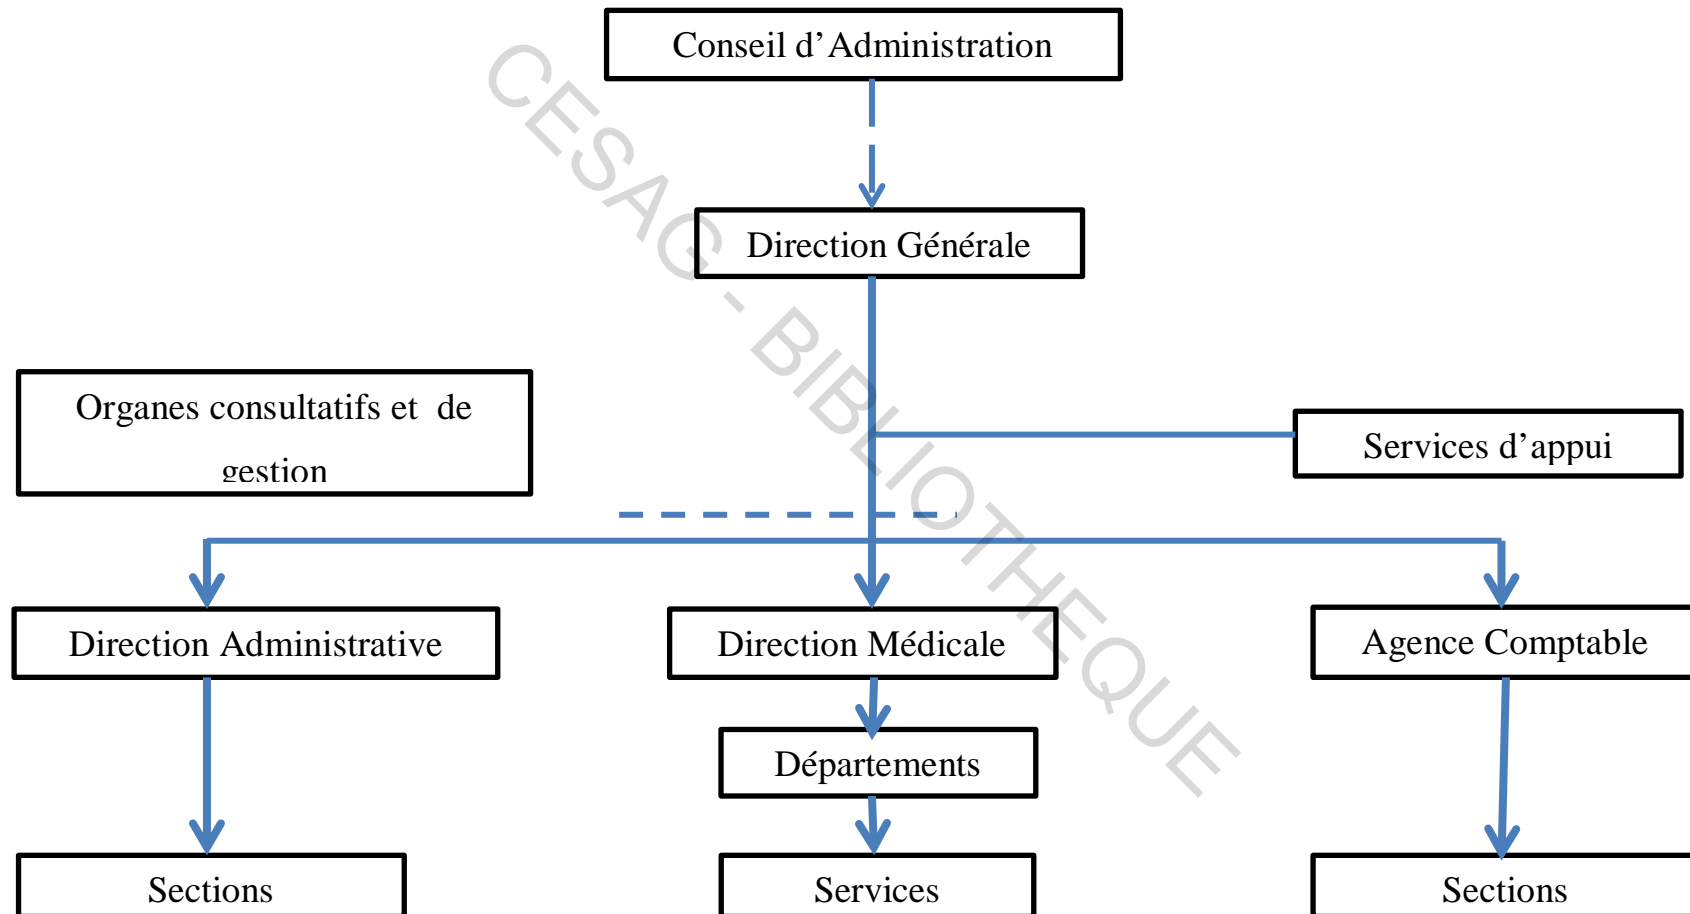 Conseil d’Administration
Direction Générale
Organes consultatifs et de
gestion
Services d’appui
Direction Administrative
Direction Médicale
Agence Comptable
Départements
Sections
Services
Sections
CESAG - BIBLIOTHEQUE